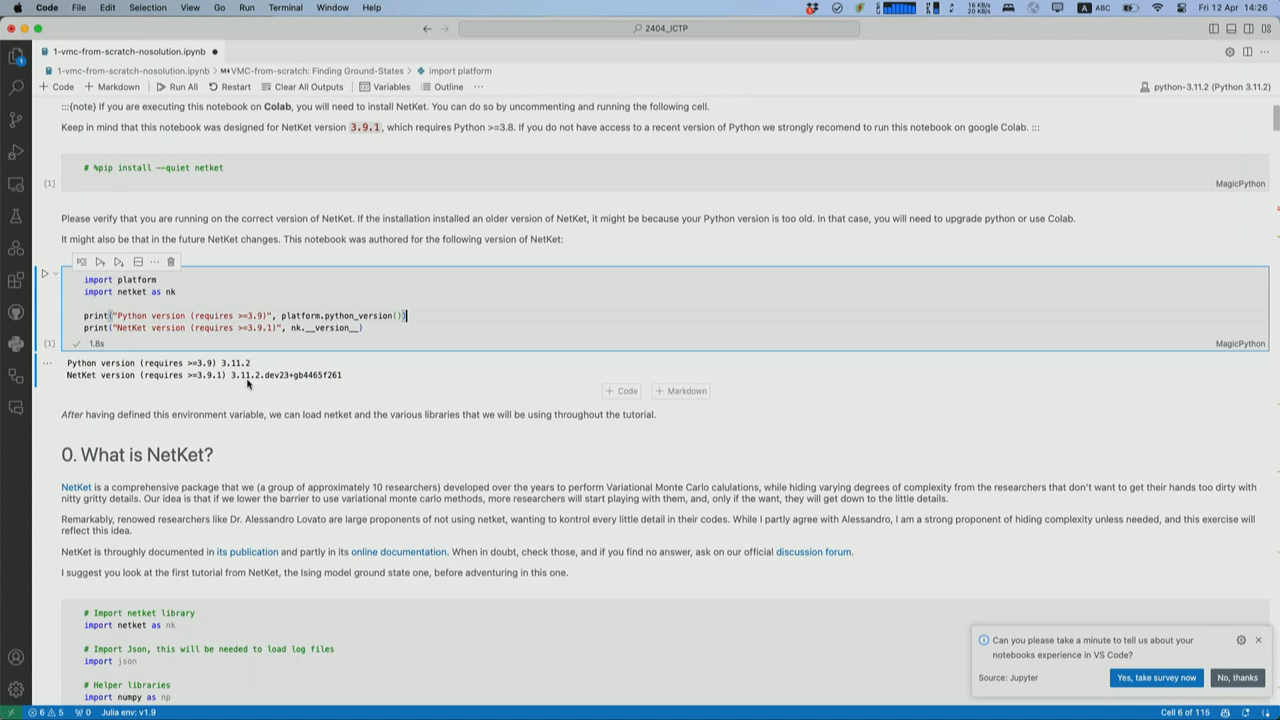 Code File Edit Selection View Go Run Terminal Window Help 16 KB/s 6 KB/s A ABC Fri 12 Apr 14:26
2404_ICTP
1-vmc-from-scratch-nosolution.ipynb ●
1-vmc-from-scratch-nosolution.ipynb > M↓VMC-from-scratch: Finding Ground-States > import platform
+ Code + Markdown Run All Restart Clear All Outputs Variables Outline ··· python-3.11.2 (Python 3.11.2)
:::{note} If you are executing this notebook on Colab, you will need to install NetKet. You can do so by uncommenting and running the following cell.
Keep in mind that this notebook was designed for NetKet version 3.9.1, which requires Python >=3.8. If you do not have access to a recent version of Python we strongly recomend to run this notebook on google Colab. :::
# %pip install --quiet netket
[1] MagicPython
Please verify that you are running on the correct version of NetKet. If the installation installed an older version of NetKet, it might be because your Python version is too old. In that case, you will need to upgrade python or use Colab.
It might also be that in the future NetKet changes. This notebook was authored for the following version of NetKet:
import platform
import netket as nk
print("Python version (requires >=3.9)", platform.python_version())
print("NetKet version (requires >=3.9.1)", nk.__version__)
[1] 1.8s MagicPython
Python version (requires >=3.9) 3.11.2
NetKet version (requires >=3.9.1) 3.11.2.dev23+gb4465f261
+ Code + Markdown
After having defined this environment variable, we can load netket and the various libraries that we will be using throughout the tutorial.
0. What is NetKet?
NetKet is a comprehensive package that we (a group of approximately 10 researchers) developed over the years to perform Variational Monte Carlo calulations, while hiding varying degrees of complexity from the researchers that don't want to get their hands too dirty with
nitty gritty details. Our idea is that if we lower the barrier to use variational monte carlo methods, more researchers will start playing with them, and, only if the want, they will get down to the little details.
Remarkably, renowed researchers like Dr. Alessandro Lovato are large proponents of not using netket, wanting to kontrol every little detail in their codes. While I partly agree with Alessandro, I am a strong proponent of hiding complexity unless needed, and this exercise will
reflect this idea.
NetKet is throughly documented in its publication and partly in its online documentation. When in doubt, check those, and if you find no answer, ask on our official discussion forum.
I suggest you look at the first tutorial from NetKet, the Ising model ground state one, before adventuring in this one.
# Import netket library
import netket as nk
# Import Json, this will be needed to load log files
import json
# Helper libraries
import numpy as np
Can you please take a minute to tell us about your
notebooks experience in VS Code?
Source: Jupyter Yes, take survey now No, thanks
6 5 0 Julia env: v1.9 Cell 6 of 115